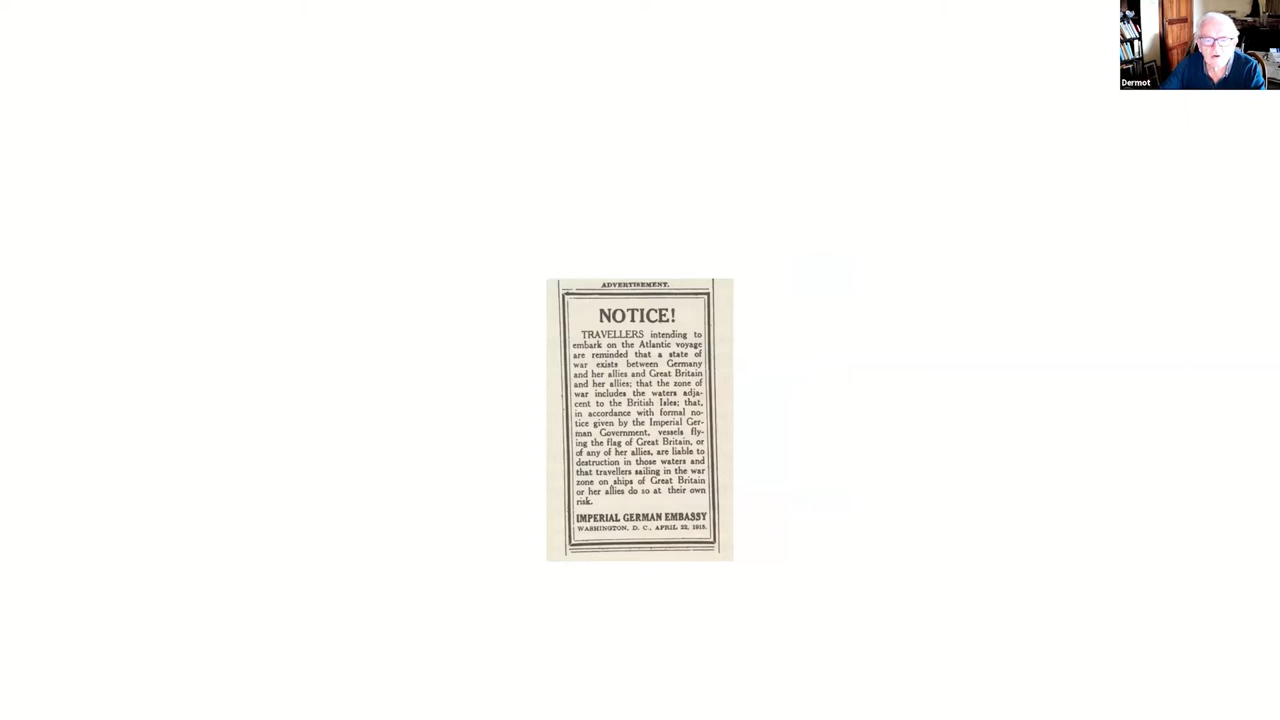 Dermot
ADVERTISEMENT.
NOTICE!
TRAVELLERS intending to
embark on the Atlantic voyage
are reminded that a state of
war exists between Germany
and her allies and Great Britain
and her allies; that the zone of
war includes the waters adja-
cent to the British Isles; that,
in accordance with formal no-
tice given by the Imperial Ger-
man Government, vessels fly-
ing the flag of Great Britain, or
of any of her allies, are liable to
destruction in those waters and
that travellers sailing in the war
zone on ships of Great Britain
or her allies do so at their own
risk.
IMPERIAL GERMAN EMBASSY
WASHINGTON, D. C., APRIL 22, 1915.